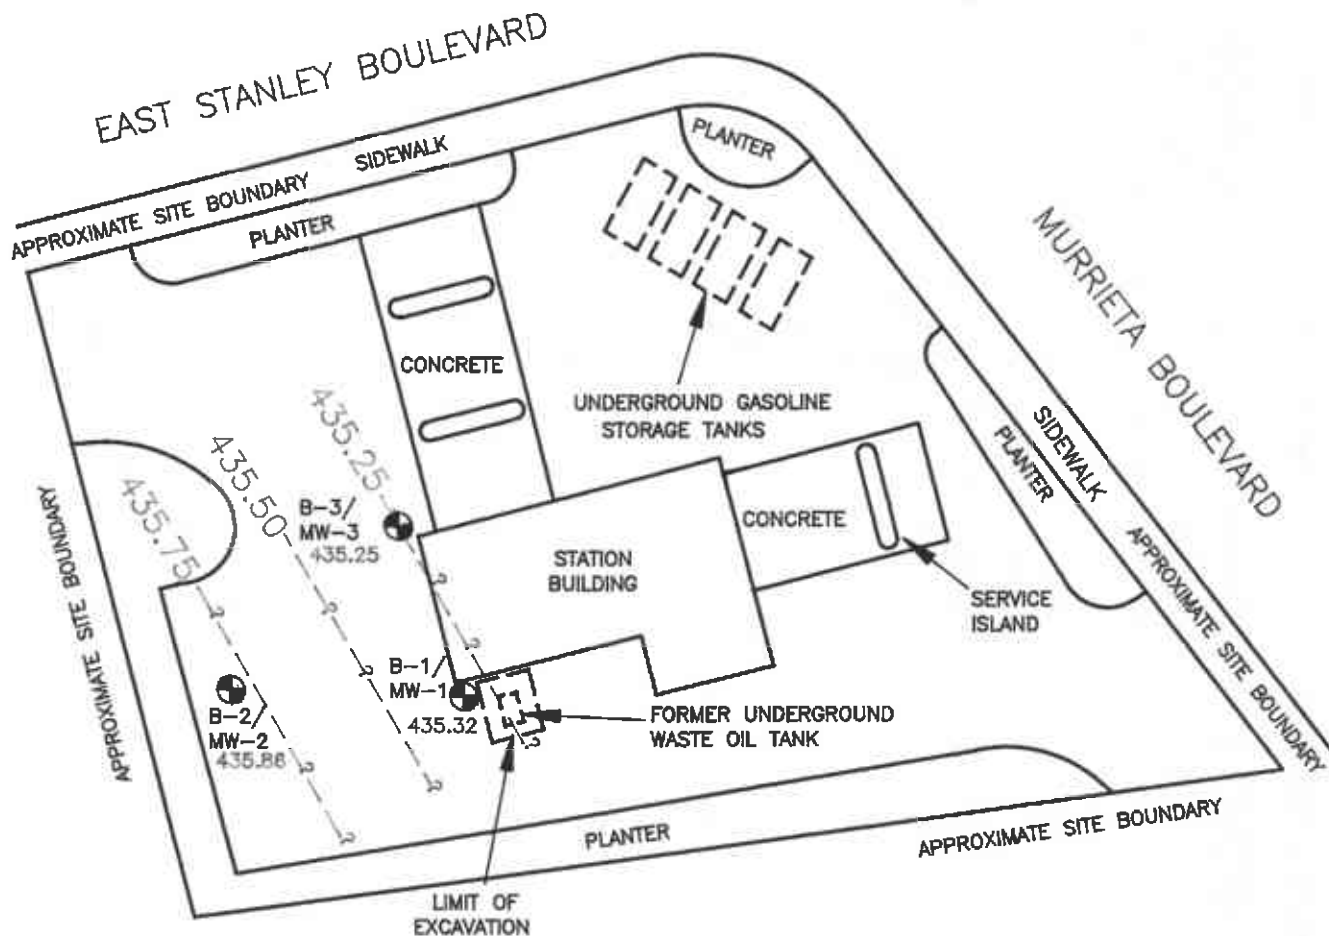 EAST STANLEY BOULEVARD
SIDEWALK
APPROXIMATE SITE BOUNDARY
PLANTER
PLANTER
MURRIETA BOULEVARD
CONCRETE
UNDERGROUND GASOLINE
STORAGE TANKS
435.25
435.50
435.75
SIDEWALK
PLANTER
APPROXIMATE SITE BOUNDARY
B-3/
MW-3
435.25
CONCRETE
STATION
BUILDING
SERVICE
ISLAND
APPROXIMATE SITE BOUNDARY
?
?
?
?
?
B-1/
MW-1
435.32
B-2/
MW-2
435.86
FORMER UNDERGROUND
WASTE OIL TANK
?
?
?
?
PLANTER
APPROXIMATE SITE BOUNDARY
LIMIT OF
EXCAVATION